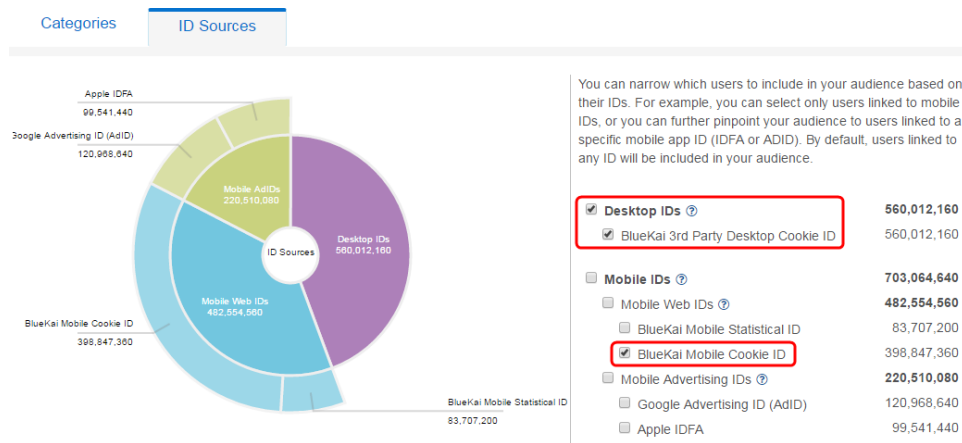 Categories
ID Sources
Apple IDFA
99,541,440
Google Advertising ID (AdID)
120,968,640
Mobile AdIDs
220,510,080
Desktop IDs
560,012,160
ID Sources
Mobile Web IDs
482,554,560
BlueKai Mobile Cookie ID
398,847,360
BlueKai Mobile Statistical ID
83,707,200
You can narrow which users to include in your audience based on
their IDs. For example, you can select only users linked to mobile
IDs, or you can further pinpoint your audience to users linked to a
specific mobile app ID (IDFA or ADID). By default, users linked to
any ID will be included in your audience.
Desktop IDs ? 560,012,160
BlueKai 3rd Party Desktop Cookie ID 560,012,160
Mobile IDs ? 703,064,640
Mobile Web IDs ? 482,554,560
BlueKai Mobile Statistical ID 83,707,200
BlueKai Mobile Cookie ID 398,847,360
Mobile Advertising IDs ? 220,510,080
Google Advertising ID (AdID) 120,968,640
Apple IDFA 99,541,440